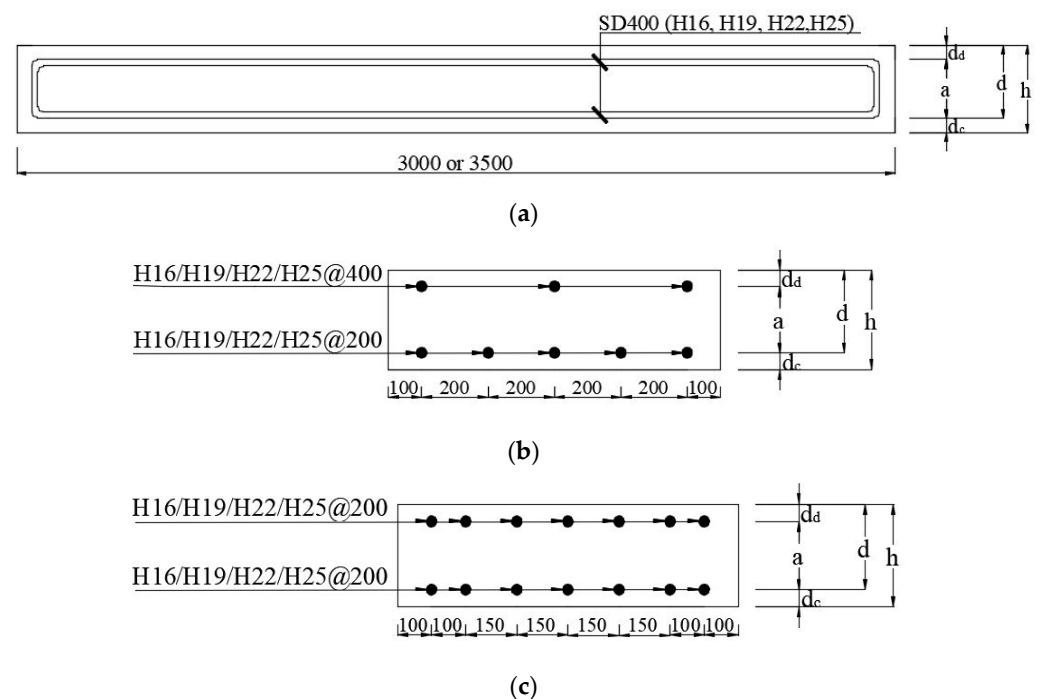 SD400 (H16, H19, H22,H25)
dd
a
dc
d
h
3000 or 3500
(a)
H16/H19/H22/H25@400
H16/H19/H22/H25@200
dd
a
dc
d
h
100 200 200 200 200 100
(b)
H16/H19/H22/H25@200
H16/H19/H22/H25@200
dd
a
dc
d
h
100 100 150 150 150 150 100 100
(c)